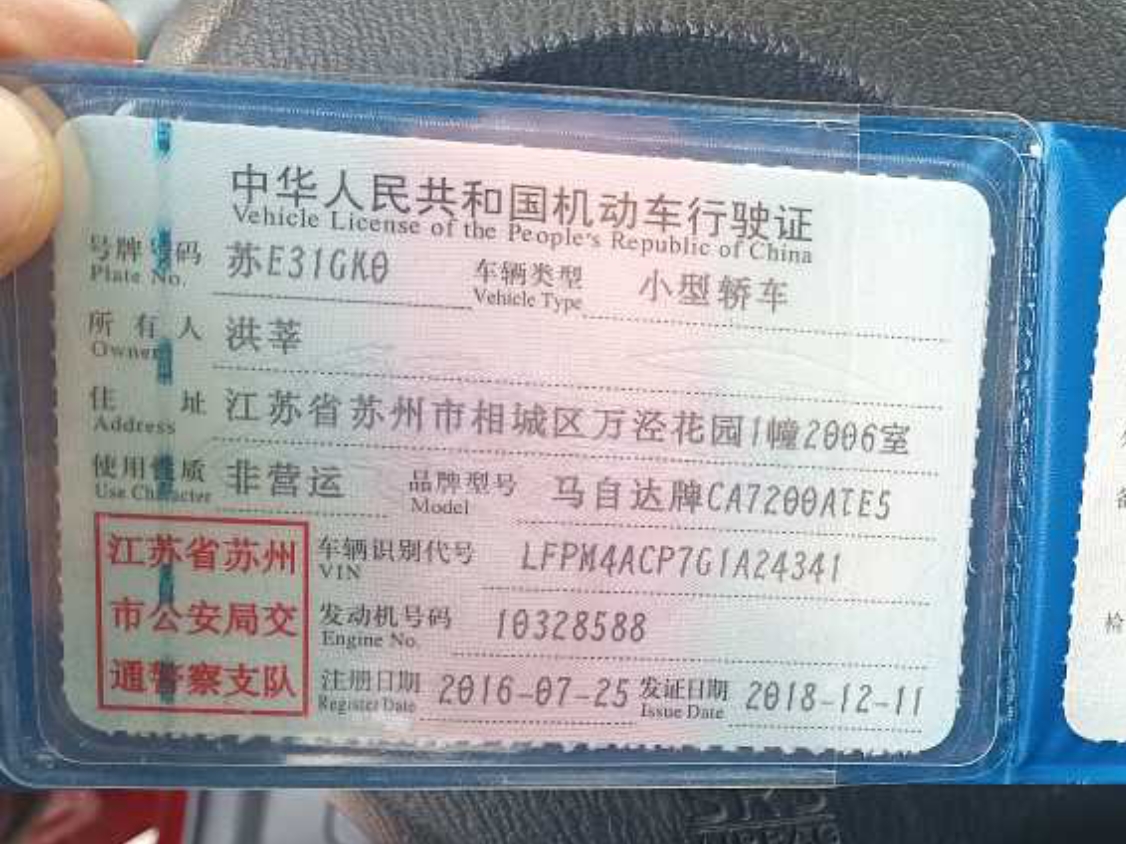 中华人民共和国机动车行驶证
Vehicle License of the People's Republic of China
号牌号码 苏E31GK0 车辆类型 小型轿车
Plate No. Vehicle Type
所有人 洪莘
Owner
住址 江苏省苏州市相城区万泾花园1幢2006室
Address
使用性质 非营运 品牌型号 马自达牌CA7200ATE5
Use Character Model
江苏省苏州
市公安局交
通警察支队
车辆识别代号 LFPM4ACP7G1A24341
VIN
发动机号码 10328588
Engine No.
注册日期 2016-07-25 发证日期 2018-12-11
Register Date Issue Date
SRS